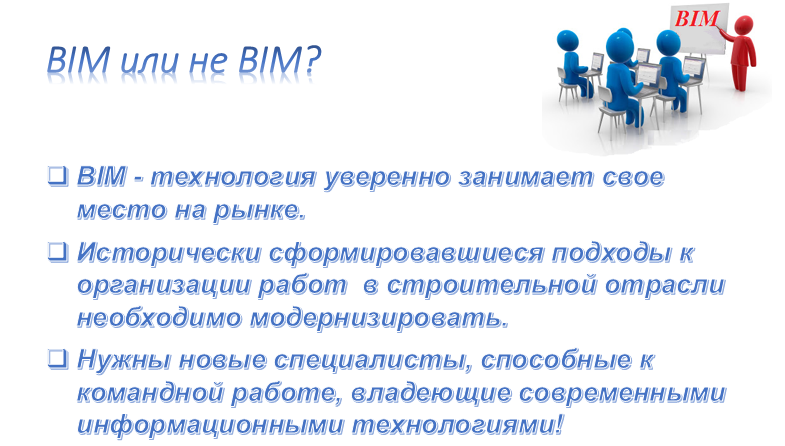 BIM
BIM или не BIM?
❑ BIM - технология уверенно занимает свое
место на рынке.
❑ Исторически сформировавшиеся подходы к
организации работ в строительной отрасли
необходимо модернизировать.
❑ Нужны новые специалисты, способные к
командной работе, владеющие современными
информационными технологиями!